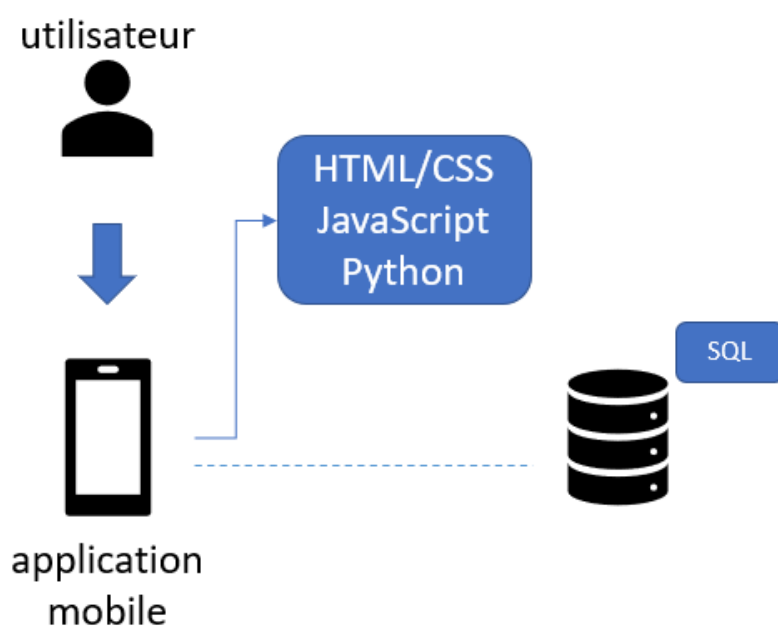 utilisateur
HTML/CSS
JavaScript
Python
SQL
application
mobile